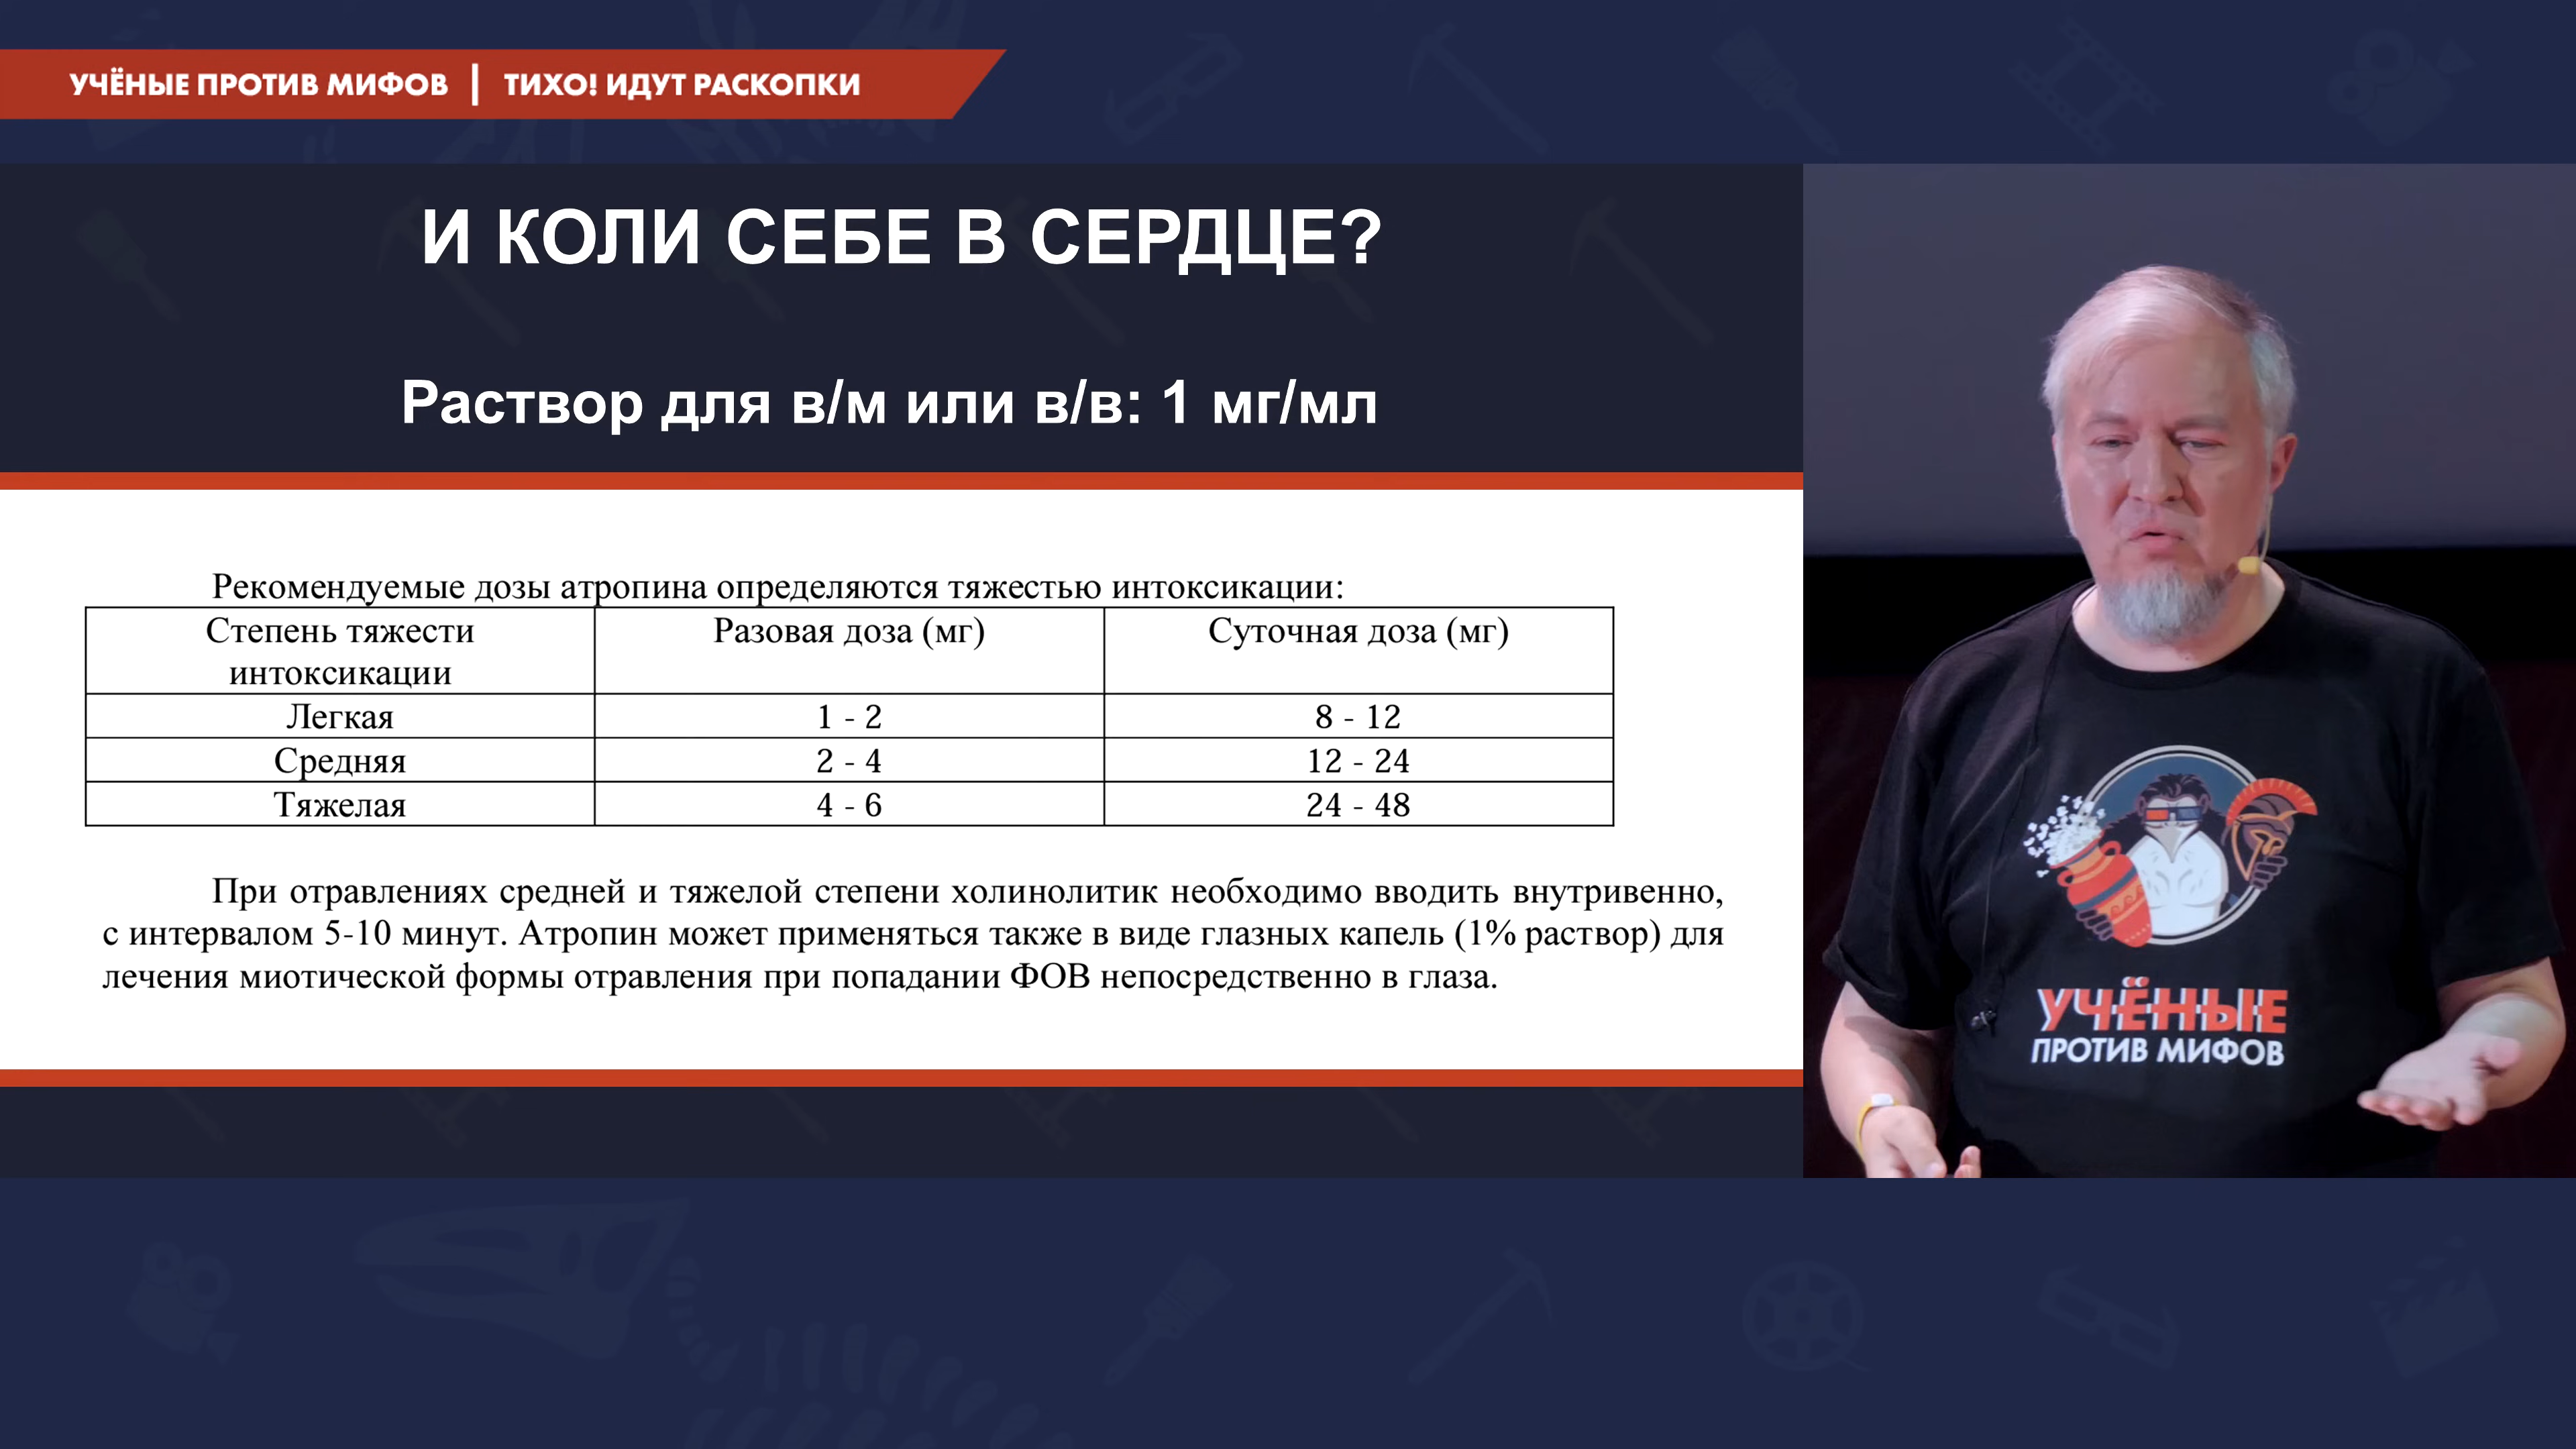 УЧЁНЫЕ ПРОТИВ МИФОВ | ТИХО! ИДУТ РАСКОПКИ
И КОЛИ СЕБЕ В СЕРДЦЕ?
Раствор для в/м или в/в: 1 мг/мл
Рекомендуемые дозы атропина определяются тяжестью интоксикации:
Степень тяжести интоксикации Разовая доза (мг) Суточная доза (мг)
Легкая 1 - 2 8 - 12
Средняя 2 - 4 12 - 24
Тяжелая 4 - 6 24 - 48
При отравлениях средней и тяжелой степени холинолитик необходимо вводить внутривенно,
с интервалом 5-10 минут. Атропин может применяться также в виде глазных капель (1% раствор) для
лечения миотической формы отравления при попадании ФОВ непосредственно в глаза.
УЧЁНЫЕ
ПРОТИВ МИФОВ